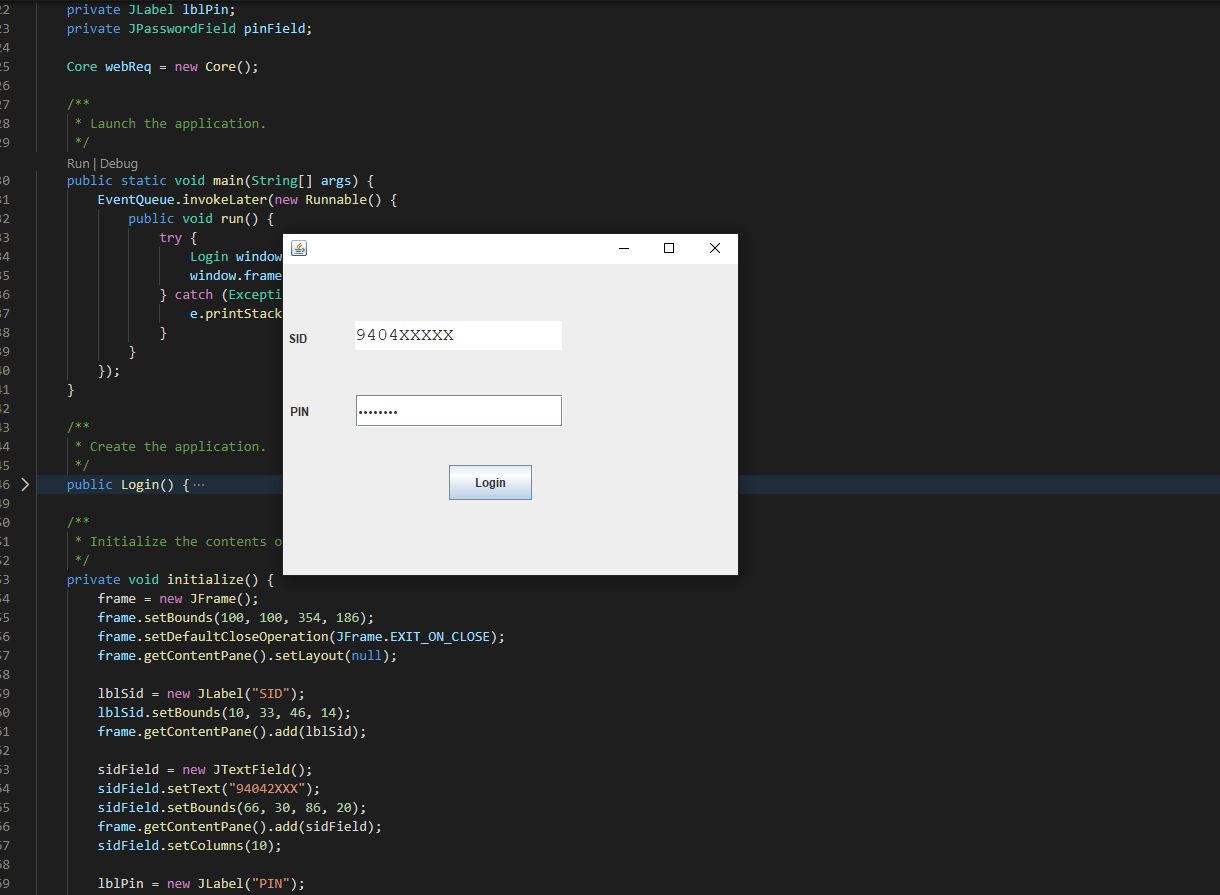 22 private JLabel lblPin;
23 private JPasswordField pinField;
24
25 Core webReq = new Core();
26
27 /**
28 * Launch the application.
29 */
Run | Debug
30 public static void main(String[] args) {
31 EventQueue.invokeLater(new Runnable() {
32 public void run() {
33 try {
34 Login window
35 window.frame
36 } catch (Excepti
37 e.printStack
38 }
39 }
40 });
41 }
42
43 /**
44 * Create the application.
45 */
46 public Login() { ···
49
50 /**
51 * Initialize the contents o
52 */
53 private void initialize() {
54 frame = new JFrame();
55 frame.setBounds(100, 100, 354, 186);
56 frame.setDefaultCloseOperation(JFrame.EXIT_ON_CLOSE);
57 frame.getContentPane().setLayout(null);
58
59 lblSid = new JLabel("SID");
60 lblSid.setBounds(10, 33, 46, 14);
61 frame.getContentPane().add(lblSid);
62
63 sidField = new JTextField();
64 sidField.setText("94042XXX");
65 sidField.setBounds(66, 30, 86, 20);
66 frame.getContentPane().add(sidField);
67 sidField.setColumns(10);
68
69 lblPin = new JLabel("PIN");
SID 9404XXXXX
PIN ••••••••
Login